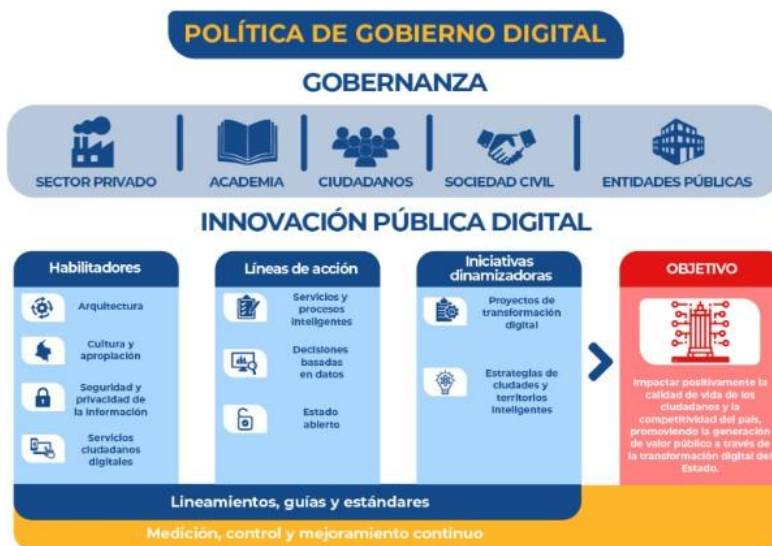 POLÍTICA DE GOBIERNO DIGITAL
GOBERNANZA
SECTOR PRIVADO
ACADEMIA
CIUDADANOS
SOCIEDAD CIVIL
ENTIDADES PÚBLICAS
INNOVACIÓN PÚBLICA DIGITAL
Habilitadores
Arquitectura
Cultura y
apropiación
Seguridad y
privacidad de
la información
Servicios
ciudadanos
digitales
Líneas de acción
Servicios y
procesos
inteligentes
Decisiones
basadas
en datos
Estado
abierto
Iniciativas
dinamizadoras
Proyectos de
transformación
digital
Estrategias de
ciudades y
territorios
inteligentes
OBJETIVO
Impactar positivamente la
calidad de vida de los
ciudadanos y la
competitividad del país,
promoviendo la generación
de valor público a través de
la transformación digital del
Estado.
Lineamientos, guías y estándares
Medición, control y mejoramiento continuo